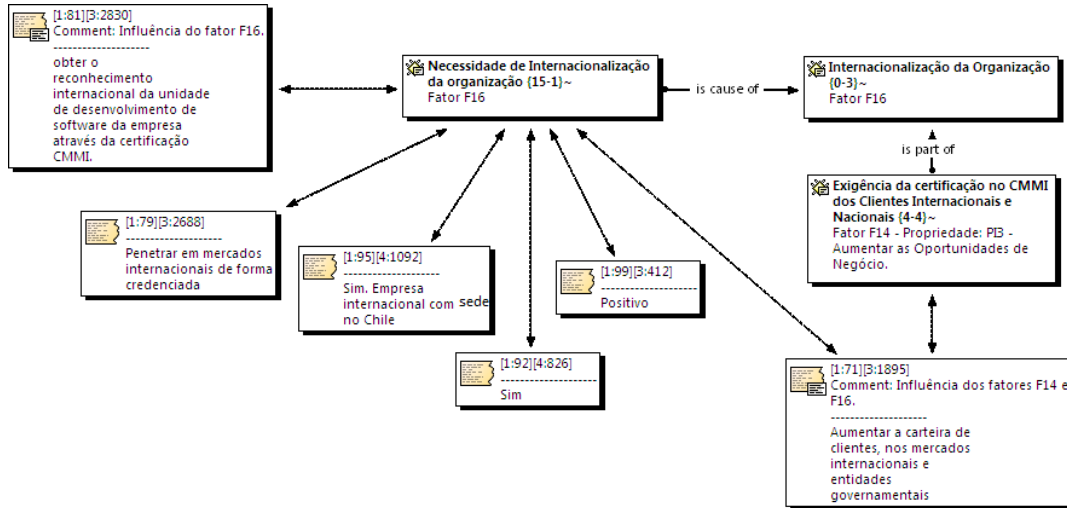 [1:81][3:2830]
Comment: Influência do fator F16.
--------------------
obter o
reconhecimento
internacional da unidade
de desenvolvimento de
software da empresa
através da certificação
CMMI.
Necessidade de Internacionalização
da organização {15-1}~
Fator F16
is cause of
Internacionalização da Organização
{0-3}~
Fator F16
is part of
Exigência da certificação no CMMI
dos Clientes Internacionais e
Nacionais {4-4}~
Fator F14 - Propriedade: PI3 -
Aumentar as Oportunidades de
Negócio.
[1:79][3:2688]
--------------------
Penetrar em mercados
internacionais de forma
credenciada
[1:95][4:1092]
--------------------
Sim. Empresa
internacional com sede
no Chile
[1:99][3:412]
--------------------
Positivo
[1:92][4:826]
--------------------
Sim
[1:71][3:1895]
Comment: Influência dos fatores F14 e
F16.
--------------------
Aumentar a carteira de
clientes, nos mercados
internacionais e
entidades
governamentais